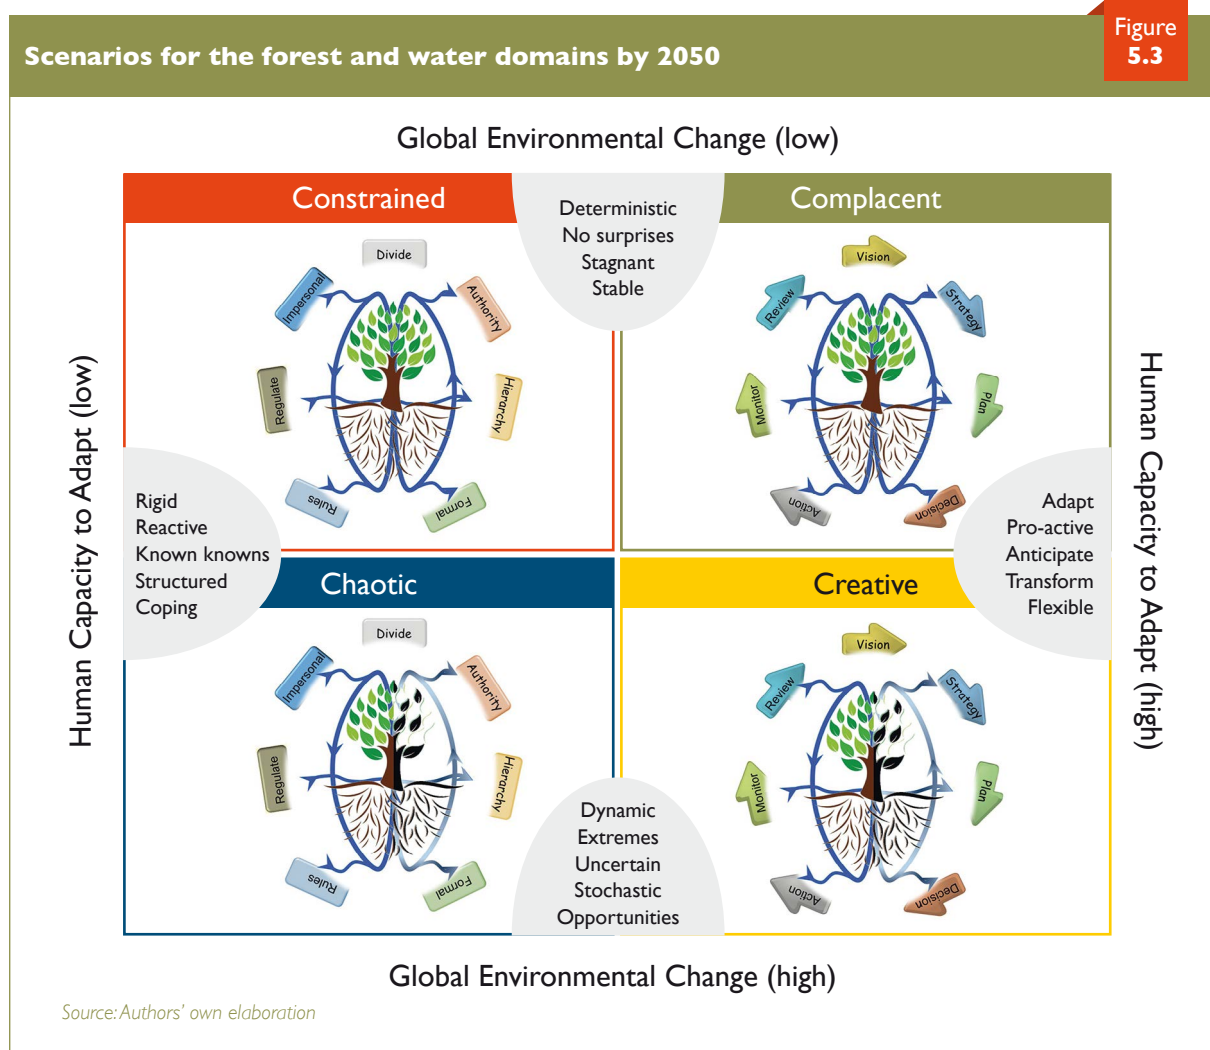 Figure
5.3
Scenarios for the forest and water domains by 2050
Global Environmental Change (low)
Constrained
Complacent
Deterministic
No surprises
Stagnant
Stable
Divide
Impersonal
Authority
Regulate
Hierarchy
Rules
Formal
Vision
Review
Strategy
Monitor
Plan
Action
Decision
Human Capacity to Adapt (low)
Human Capacity to Adapt (high)
Rigid
Reactive
Known knowns
Structured
Coping
Adapt
Pro-active
Anticipate
Transform
Flexible
Chaotic
Creative
Divide
Impersonal
Authority
Regulate
Hierarchy
Rules
Formal
Vision
Review
Strategy
Monitor
Plan
Action
Decision
Dynamic
Extremes
Uncertain
Stochastic
Opportunities
Global Environmental Change (high)
Source: Authors' own elaboration